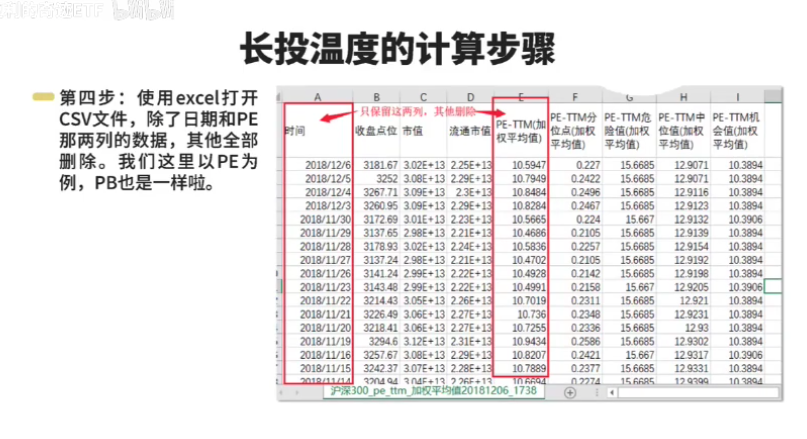 长投温度的计算步骤
第四步：使用excel打开
CSV文件，除了日期和PE
那两列的数据，其他全部
删除。我们这里以PE为
例，PB也是一样啦。
A B C D E F G H I
只保留这两列，其他删除
时间 收盘点位 市值 流通市值 PE-TTM(加权平均值) PE-TTM分位点(加权平均值) PE-TTM危险值(加权平均值) PE-TTM中位值(加权平均值) PE-TTM机会值(加权平均值)
2018/12/6 3181.67 3.02E+13 2.25E+13 10.5947 0.227 15.6685 12.9071 10.3894
2018/12/5 3252 3.08E+13 2.29E+13 10.7949 0.2422 15.6685 12.9071 10.3894
2018/12/4 3267.71 3.09E+13 2.3E+13 10.8484 0.2496 15.6685 12.9116 10.3894
2018/12/3 3260.95 3.09E+13 2.29E+13 10.8284 0.2467 15.6685 12.9123 10.3894
2018/11/30 3172.69 3.01E+13 2.23E+13 10.5665 0.224 15.667 12.9132 10.3906
2018/11/29 3137.65 2.98E+13 2.21E+13 10.4686 0.2105 15.6685 12.9139 10.3894
2018/11/28 3178.93 3.02E+13 2.24E+13 10.5836 0.2257 15.6685 12.9154 10.3894
2018/11/27 3137.24 2.98E+13 2.21E+13 10.4702 0.2105 15.6685 12.9192 10.3894
2018/11/26 3141.24 2.99E+13 2.22E+13 10.4928 0.2142 15.6685 12.9198 10.3894
2018/11/23 3143.48 2.99E+13 2.22E+13 10.4991 0.2158 15.667 12.9205 10.3906
2018/11/22 3214.43 3.05E+13 2.26E+13 10.7019 0.2311 15.6685 12.921 10.3894
2018/11/21 3226.49 3.06E+13 2.27E+13 10.736 0.2348 15.6685 12.9231 10.3894
2018/11/20 3218.41 3.06E+13 2.27E+13 10.7255 0.2336 15.6685 12.93 10.3894
2018/11/19 3294.6 3.12E+13 2.31E+13 10.9434 0.2586 15.6685 12.9302 10.3894
2018/11/16 3257.67 3.08E+13 2.29E+13 10.8207 0.2421 15.667 12.9317 10.3906
2018/11/15 3242.37 3.07E+13 2.28E+13 10.7889 0.2377 15.6685 12.9331 10.3894
2018/11/14 3204.94 3.04E+13 2.26E+13 10.6694 0.2274 15.6685 12.9399 10.3894
沪深300_pe_ttm_加权平均值20181206_1738